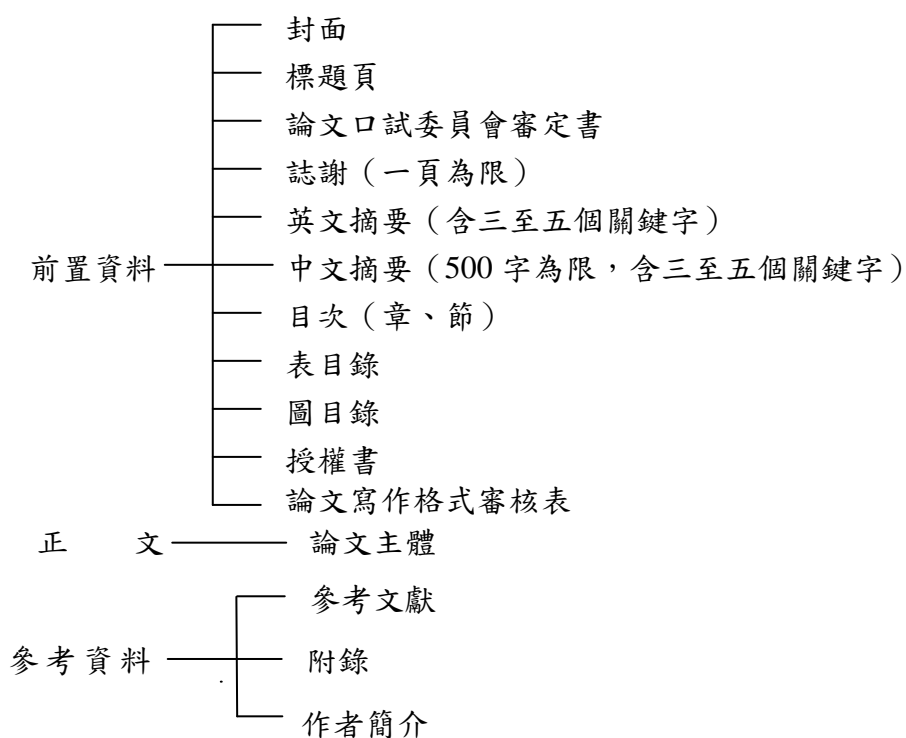 封面
標題頁
論文口試委員會審定書
誌謝（一頁為限）
英文摘要（含三至五個關鍵字）
前置資料 中文摘要（500 字為限，含三至五個關鍵字）
目次（章、節）
表目錄
圖目錄
授權書
論文寫作格式審核表
正 文 論文主體
參考文獻
參考資料 附錄
作者簡介